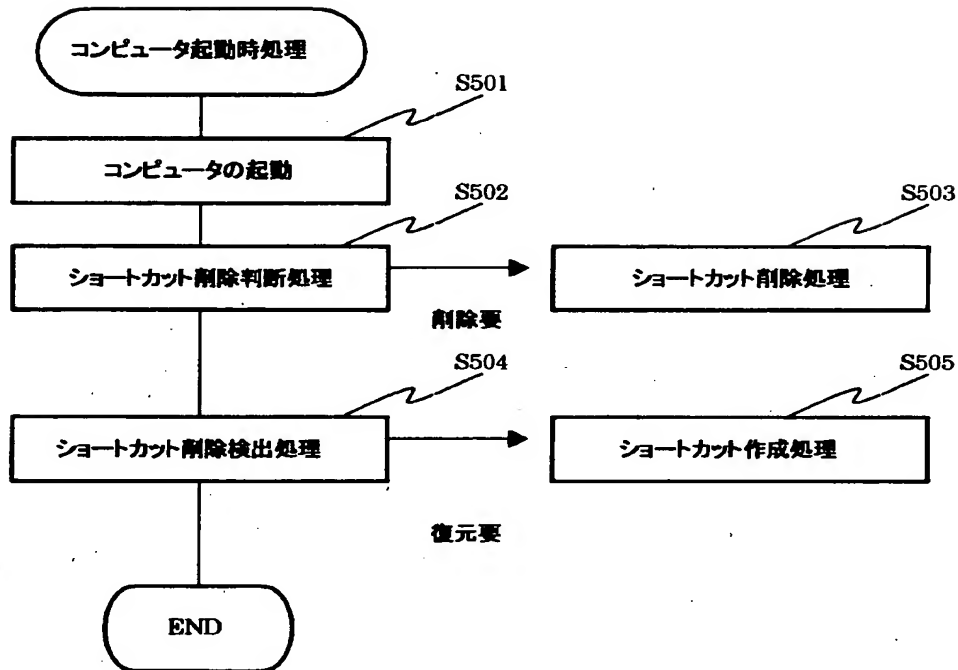 コンピュータ起動時処理
S501
コンピュータの起動
S502
S503
ショートカット削除判断処理
ショートカット削除処理
削除要
S504
S505
ショートカット削除検出処理
ショートカット作成処理
復元要
END